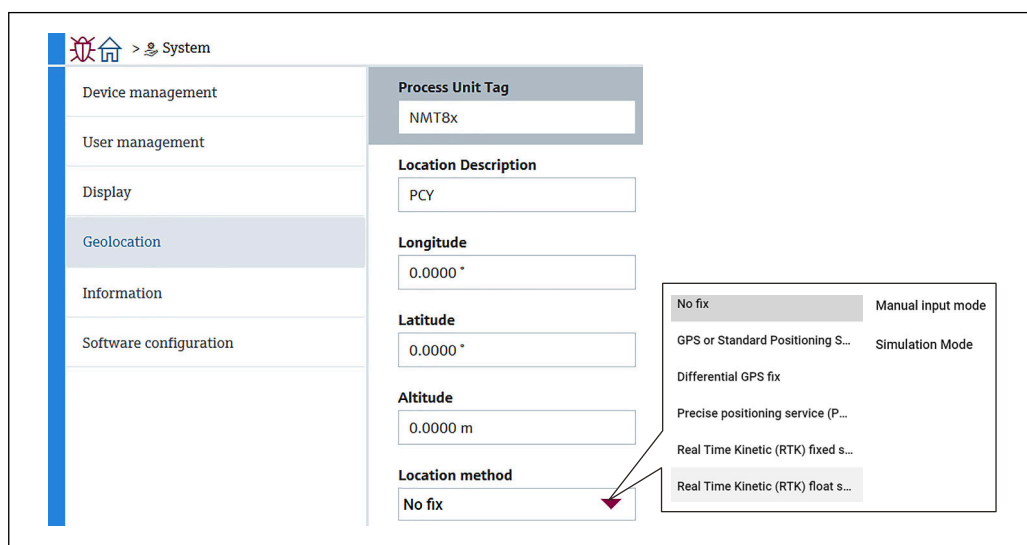 > System
Device management
User management
Display
Geolocation
Information
Software configuration
Process Unit Tag
NMT8x
Location Description
PCY
Longitude
0.0000 °
Latitude
0.0000 °
Altitude
0.0000 m
Location method
No fix
No fix
GPS or Standard Positioning S...
Differential GPS fix
Precise positioning service (P...
Real Time Kinetic (RTK) fixed s...
Real Time Kinetic (RTK) float s...
Manual input mode
Simulation Mode